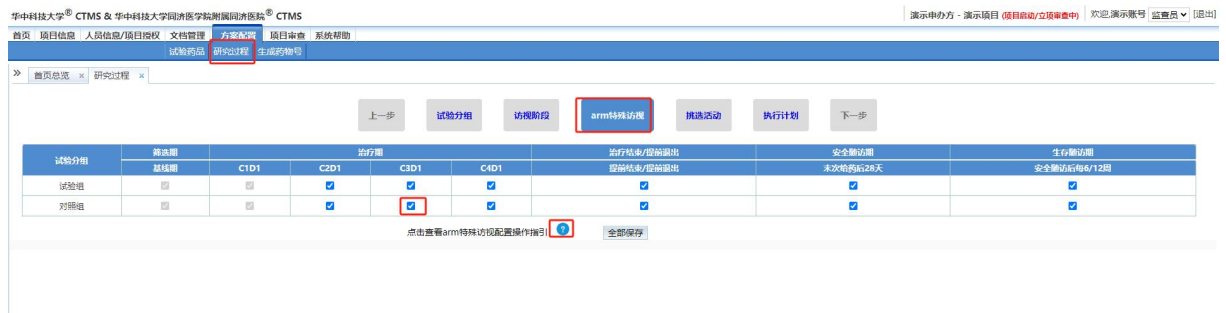 华中科技大学® CTMS & 华中科技大学同济医学院附属同济医院® CTMS 演示申办方 - 演示项目 (项目启动/立项审查中) 欢迎,演示账号 监查员 [退出]
首页 项目信息 人员信息/项目授权 文档管理 方案配置 项目审查 系统帮助
试验药品 研究过程 生成药物号
» 首页总览 × 研究过程 ×
上一步 试验分组 访视阶段 arm特殊访视 挑选活动 执行计划 下一步
试验分组 筛选期 治疗期 治疗结束/提前退出 安全随访期 生存随访期
基线期 C1D1 C2D1 C3D1 C4D1 提前结束/提前退出 末次给药后28天 安全随访后每6/12周
试验组
对照组
点击查看arm特殊访视配置操作指引 ? 全部保存